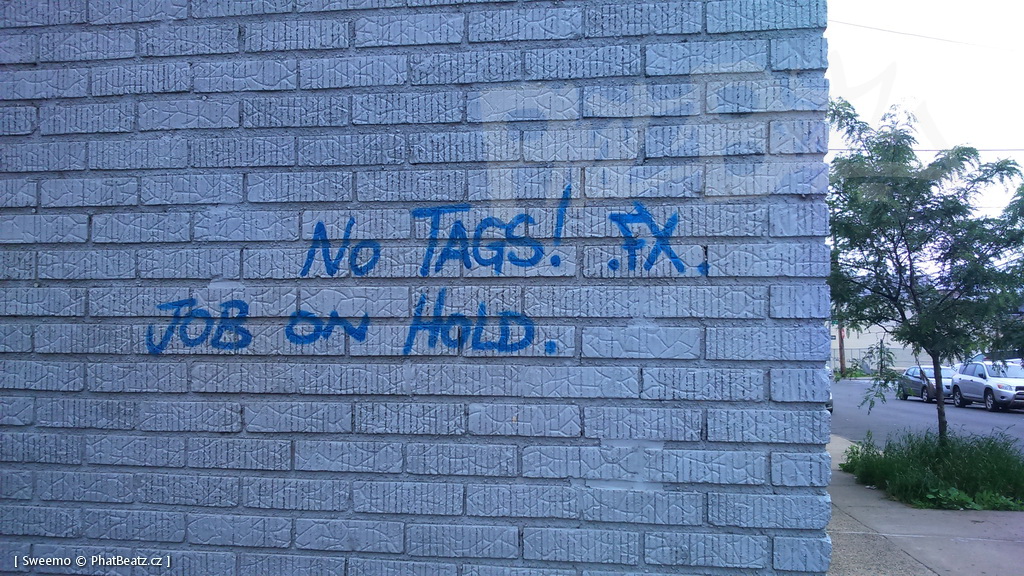 No TAGS! .FX.
JOB ON HOLD.
[ Sweemo © PhatBeatz.cz ]